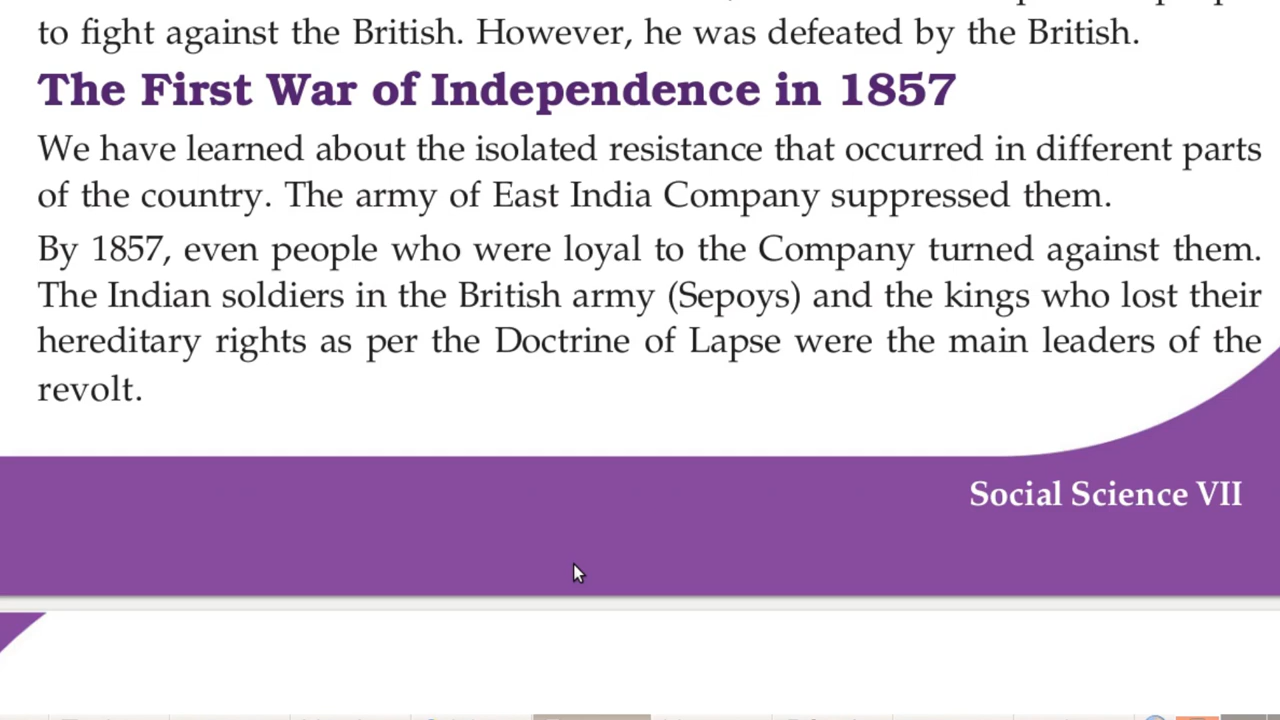 to fight against the British. However, he was defeated by the British.
The First War of Independence in 1857
We have learned about the isolated resistance that occurred in different parts
of the country. The army of East India Company suppressed them.
By 1857, even people who were loyal to the Company turned against them.
The Indian soldiers in the British army (Sepoys) and the kings who lost their
hereditary rights as per the Doctrine of Lapse were the main leaders of the
revolt.
Social Science VII